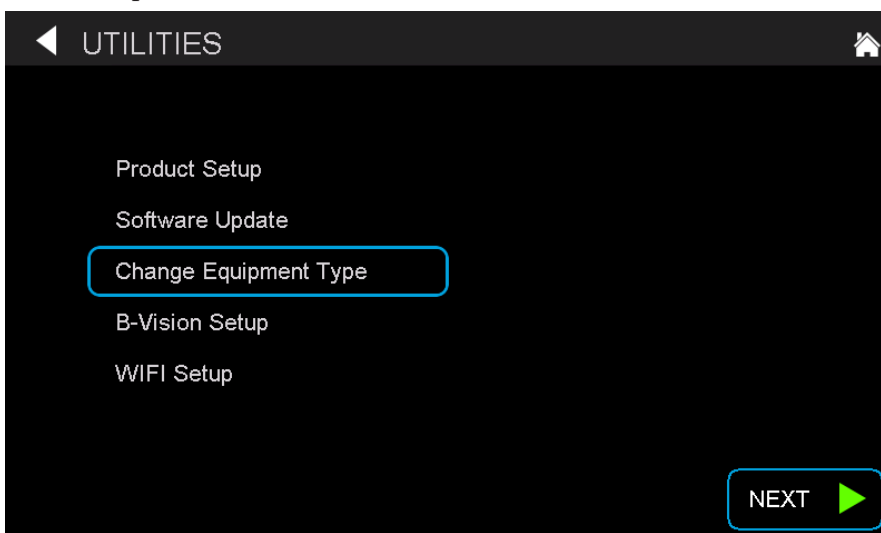 UTILITIES
Product Setup
Software Update
Change Equipment Type
B-Vision Setup
WIFI Setup
NEXT